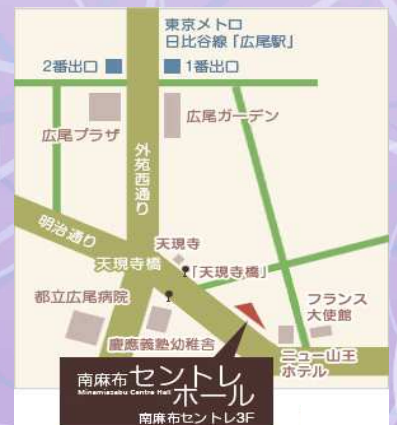 東京メトロ
日比谷線「広尾駅」
2番出口
1番出口
広尾プラザ
広尾ガーデン
外苑西通り
明治通り
天現寺
天現寺橋
「天現寺橋」
都立広尾病院
フランス
大使館
慶應義塾幼稚舎
ニュー山王
ホテル
南麻布セントレ
ホール
Minamiazabu Centre Hall
南麻布セントレ3F